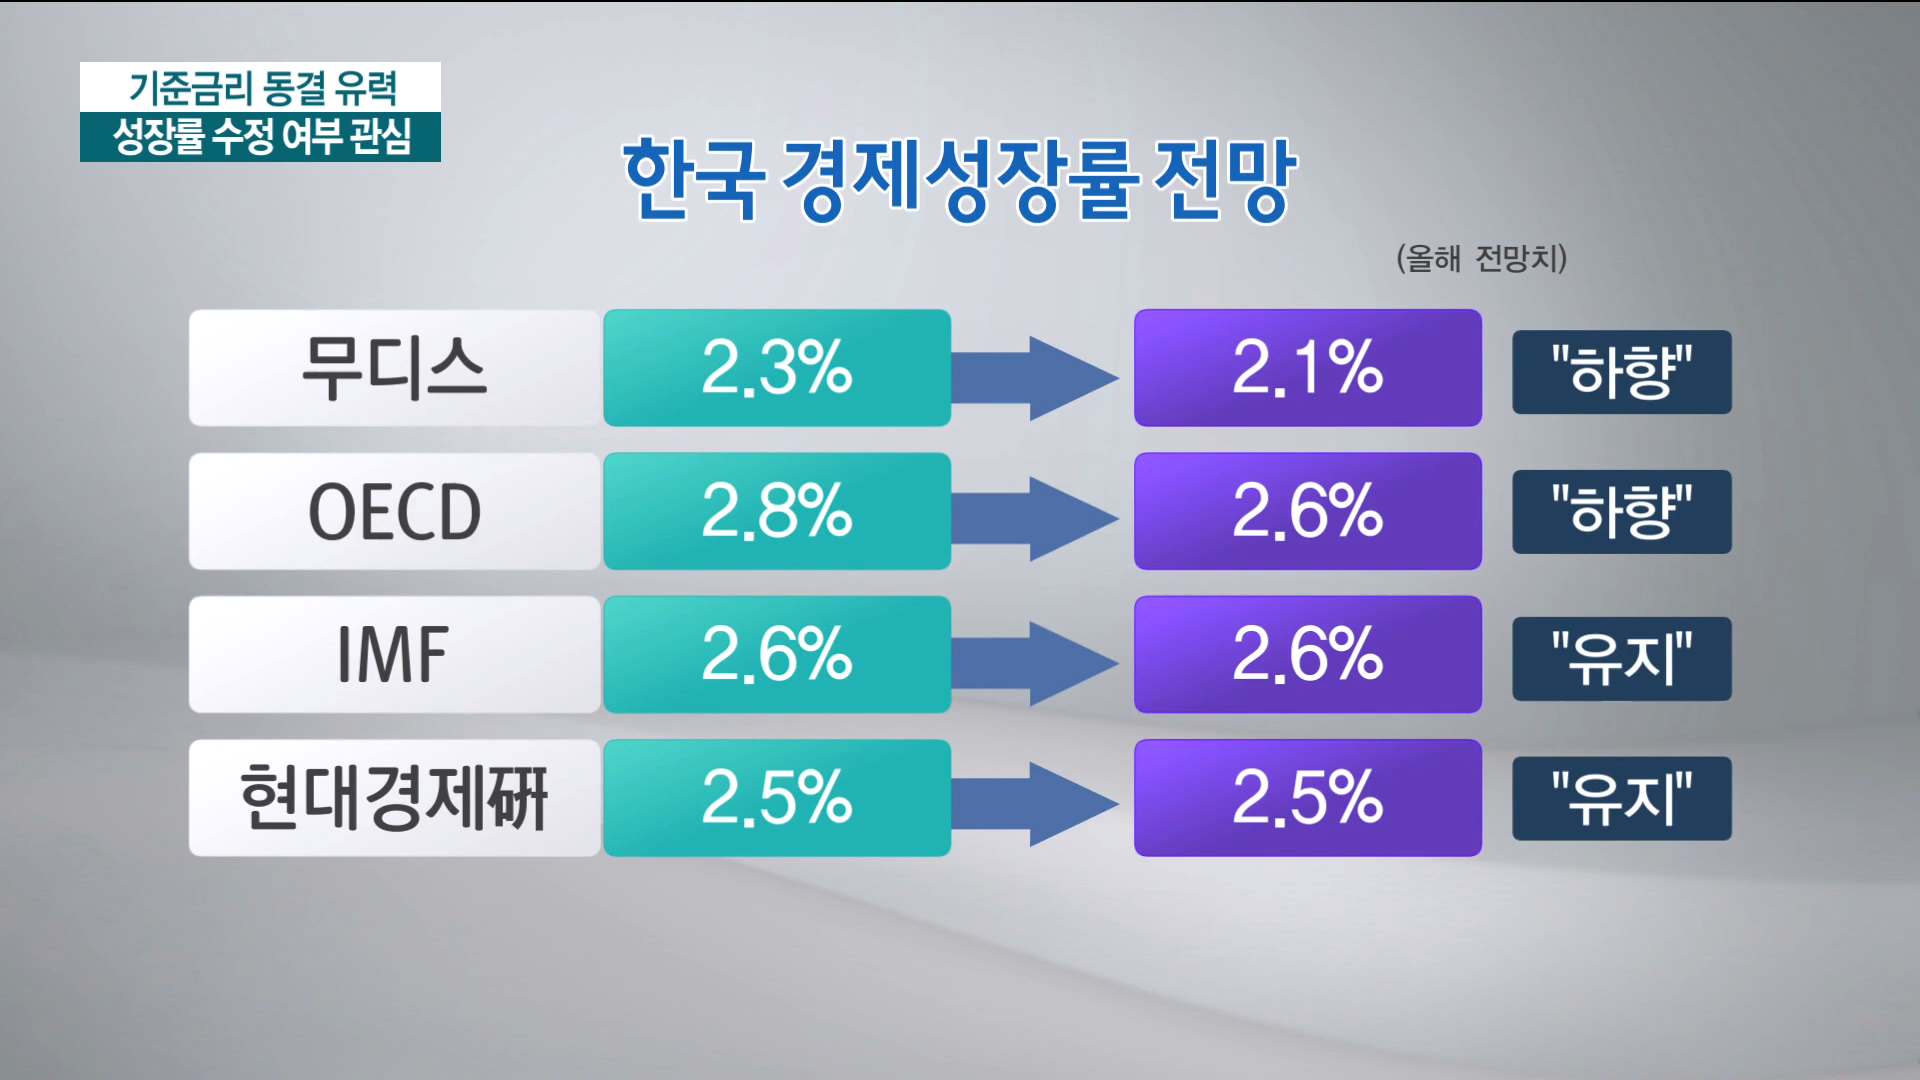 기준금리 동결 유력
성장률 수정 여부 관심
한국 경제성장률 전망
(올해 전망치)
무디스 2.3% 2.1% "하향"
OECD 2.8% 2.6% "하향"
IMF 2.6% 2.6% "유지"
현대경제硏 2.5% 2.5% "유지"